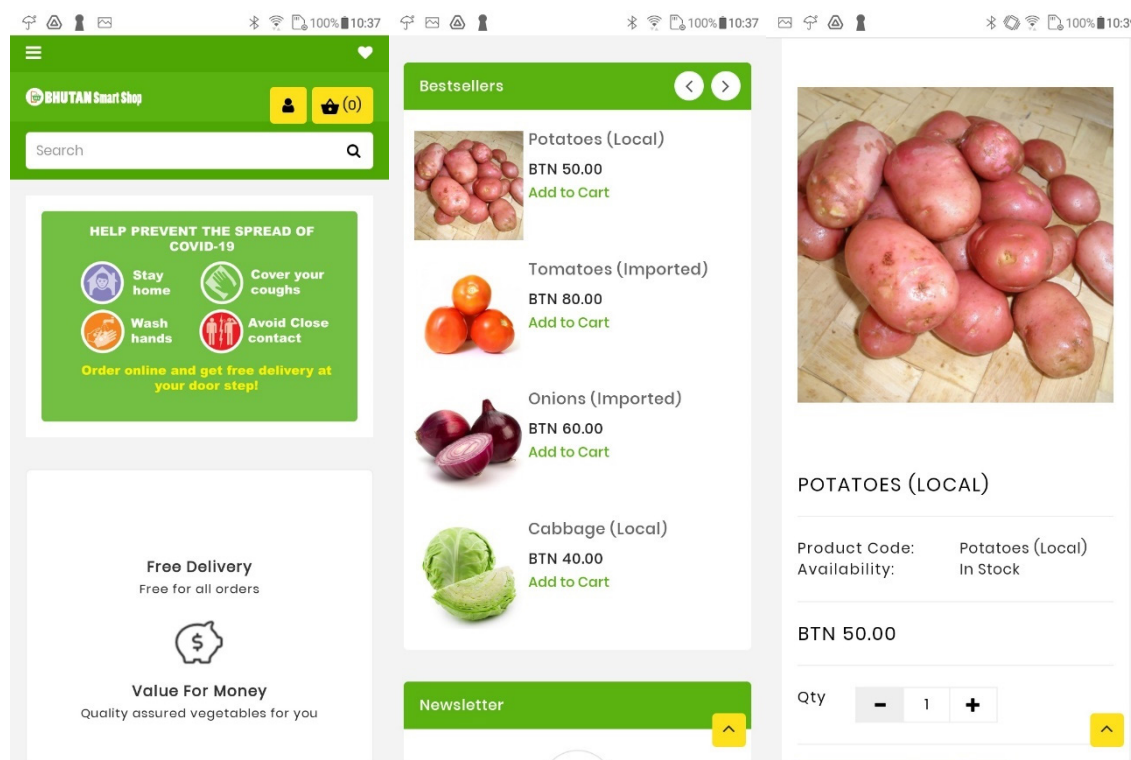 100% 10:37
BHUTAN Smart Shop
(0)
Search
HELP PREVENT THE SPREAD OF
COVID-19
Stay
home
Cover your
coughs
Wash
hands
Avoid Close
contact
Order online and get free delivery at
your door step!
Free Delivery
Free for all orders
$
Value For Money
Quality assured vegetables for you
100% 10:37
Bestsellers
Potatoes (Local)
BTN 50.00
Add to Cart
Tomatoes (Imported)
BTN 80.00
Add to Cart
Onions (Imported)
BTN 60.00
Add to Cart
Cabbage (Local)
BTN 40.00
Add to Cart
Newsletter
100%
POTATOES (LOCAL)
Product Code: Potatoes (Local)
Availability: In Stock
BTN 50.00
Qty - 1 +